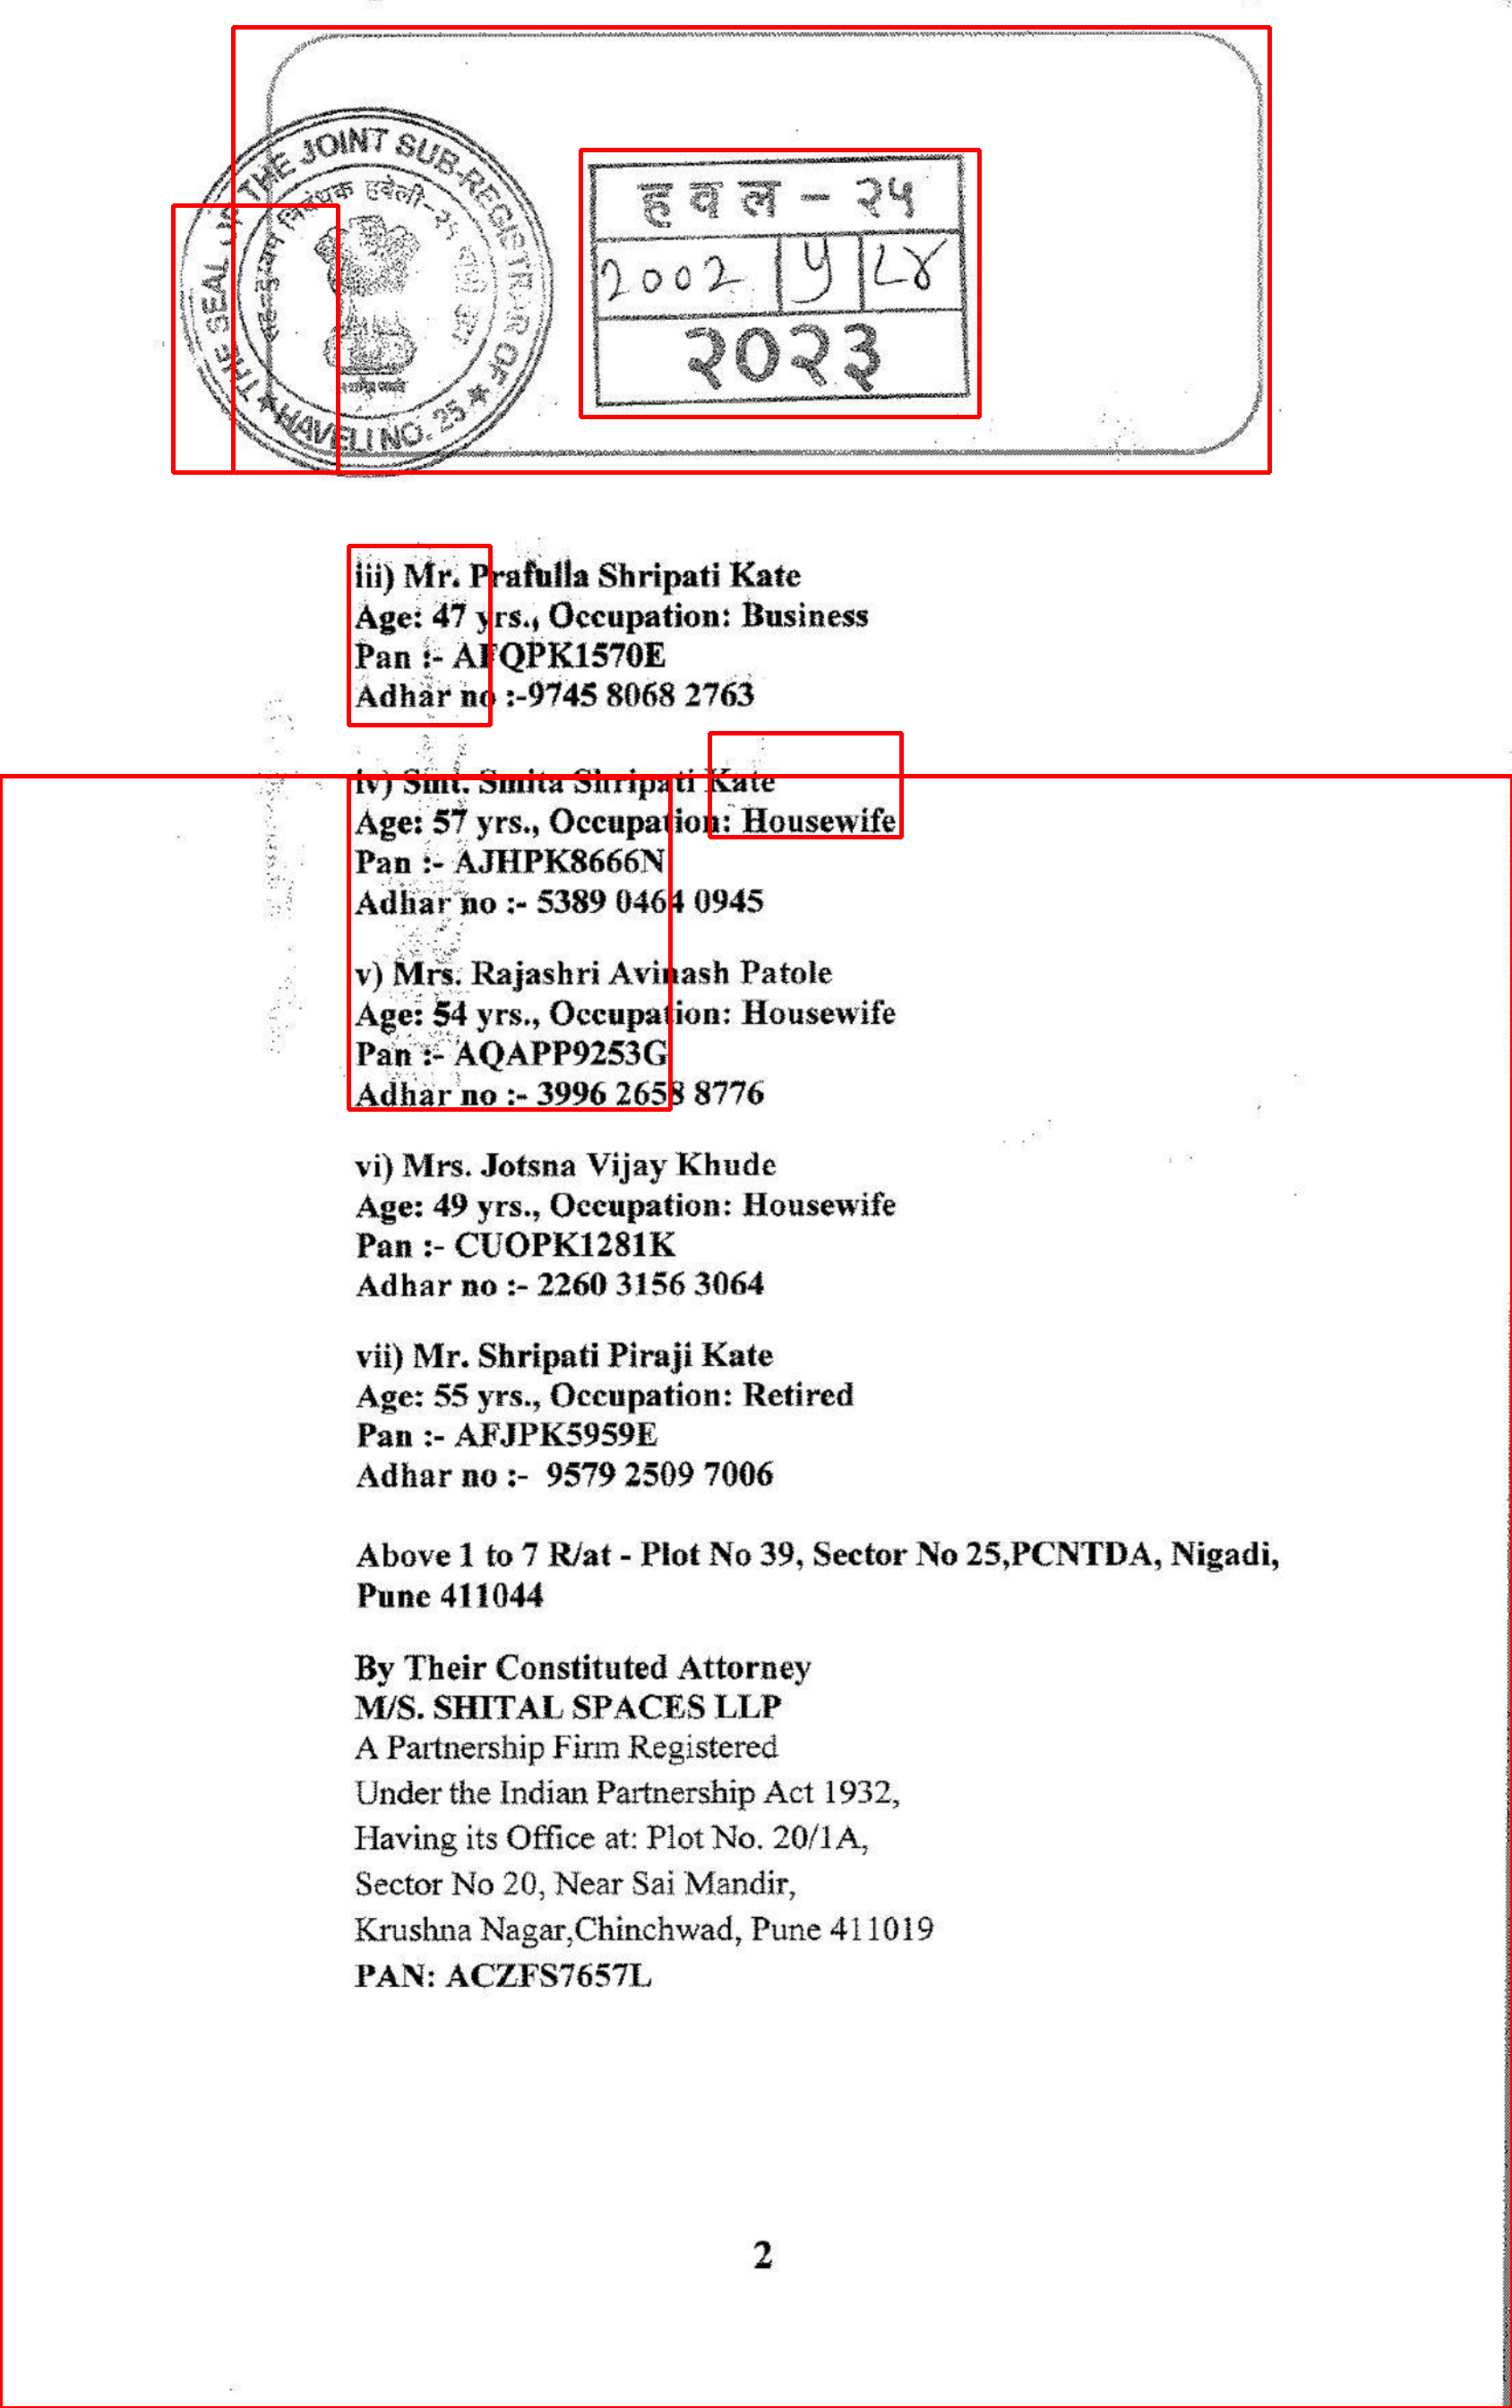 THE SEAL OF THE JOINT SUB-REGISTRAR OF
सह-दुय्यम निबंधक हवेली-२५
★ HAVELI NO. 25 ★
हवल - २५
2002 | ५ | ८४
२०२३
iii) Mr. Prafulla Shripati Kate
Age: 47 yrs., Occupation: Business
Pan :- AFQPK1570E
Adhar no :-9745 8068 2763
iv) Smt. Smita Shripati Kate
Age: 57 yrs., Occupation: Housewife
Pan :- AJHPK8666N
Adhar no :- 5389 0464 0945
v) Mrs. Rajashri Avinash Patole
Age: 54 yrs., Occupation: Housewife
Pan :- AQAPP9253G
Adhar no :- 3996 2658 8776
vi) Mrs. Jotsna Vijay Khude
Age: 49 yrs., Occupation: Housewife
Pan :- CUOPK1281K
Adhar no :- 2260 3156 3064
vii) Mr. Shripati Piraji Kate
Age: 55 yrs., Occupation: Retired
Pan :- AFJPK5959E
Adhar no :- 9579 2509 7006
Above 1 to 7 R/at - Plot No 39, Sector No 25,PCNTDA, Nigadi,
Pune 411044
By Their Constituted Attorney
M/S. SHITAL SPACES LLP
A Partnership Firm Registered
Under the Indian Partnership Act 1932,
Having its Office at: Plot No. 20/1A,
Sector No 20, Near Sai Mandir,
Krushna Nagar,Chinchwad, Pune 411019
PAN: ACZFS7657L
2